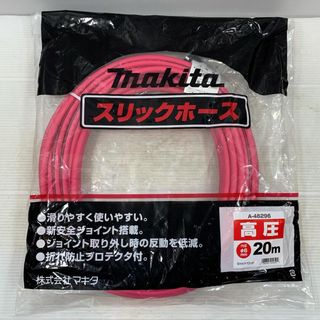 makita
スリックホース
●滑りやすく使いやすい。
●新安全ジョイント搭載。
●ジョイント取り外し時の反動を低減。
●折れ防止プロテクタ付。
株式会社マキタ
A-46296
高圧
20m